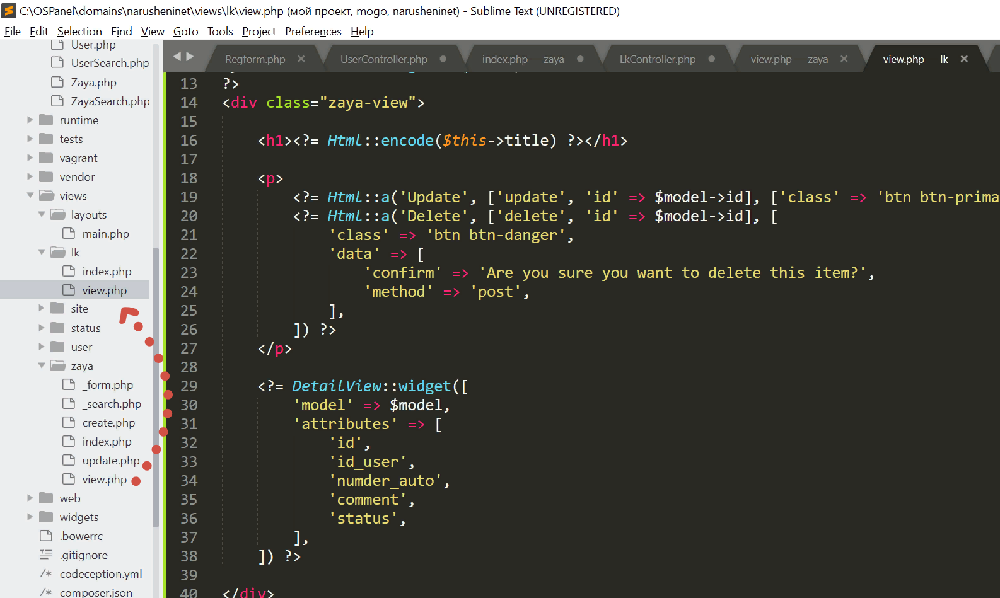 C:\OSPanel\domains\narusheninet\views\lk\view.php (мой проект, mogo, narusheninet) - Sublime Text (UNREGISTERED)
File Edit Selection Find View Goto Tools Project Preferences Help
Regform.php UserController.php index.php — zaya LkController.php view.php — zaya view.php — lk
User.php
UserSearch.php
Zaya.php
ZayaSearch.php
runtime
tests
vagrant
vendor
views
layouts
main.php
lk
index.php
view.php
site
status
user
zaya
_form.php
_search.php
create.php
index.php
update.php
view.php
web
widgets
.bowerrc
.gitignore
codeception.yml
composer.json
13 ?>
14 <div class="zaya-view">
15
16 <h1><?= Html::encode($this->title) ?></h1>
17
18 <p>
19 <?= Html::a('Update', ['update', 'id' => $model->id], ['class' => 'btn btn-prima
20 <?= Html::a('Delete', ['delete', 'id' => $model->id], [
21 'class' => 'btn btn-danger',
22 'data' => [
23 'confirm' => 'Are you sure you want to delete this item?',
24 'method' => 'post',
25 ],
26 ]) ?>
27 </p>
28
29 <?= DetailView::widget([
30 'model' => $model,
31 'attributes' => [
32 'id',
33 'id_user',
34 'numder_auto',
35 'comment',
36 'status',
37 ],
38 ]) ?>
39
40 </div>